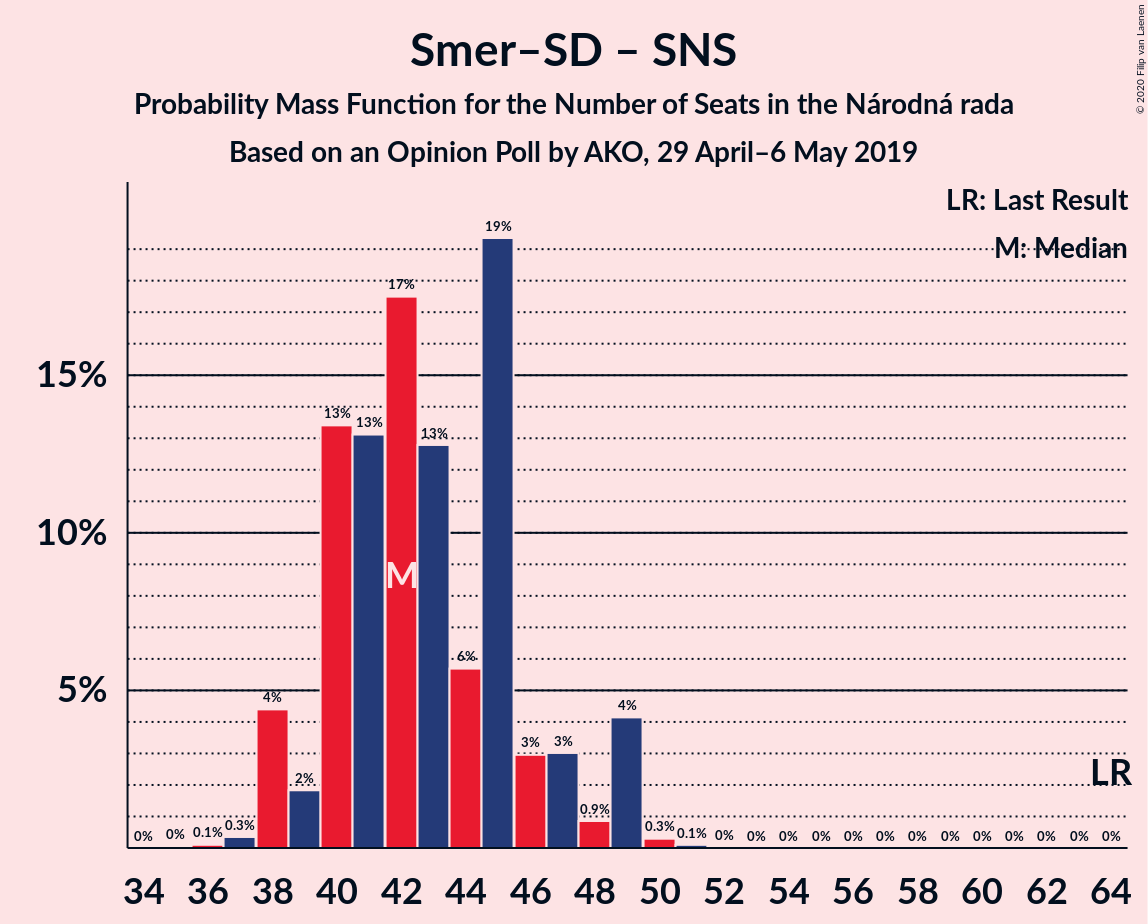 Smer–SD – SNS
Probability Mass Function for the Number of Seats in the Národná rada
Based on an Opinion Poll by AKO, 29 April–6 May 2019
© 2020 Filip van Laenen
LR: Last Result
M: Median
15%
10%
5%
0% 0% 0.1% 0.3% 4% 2% 13% 13% 17% 13% 6% 19% 3% 3% 0.9% 4% 0.3% 0.1% 0% 0% 0% 0% 0% 0% 0% 0% 0% 0% 0% 0% 0%
M
LR
34 36 38 40 42 44 46 48 50 52 54 56 58 60 62 64